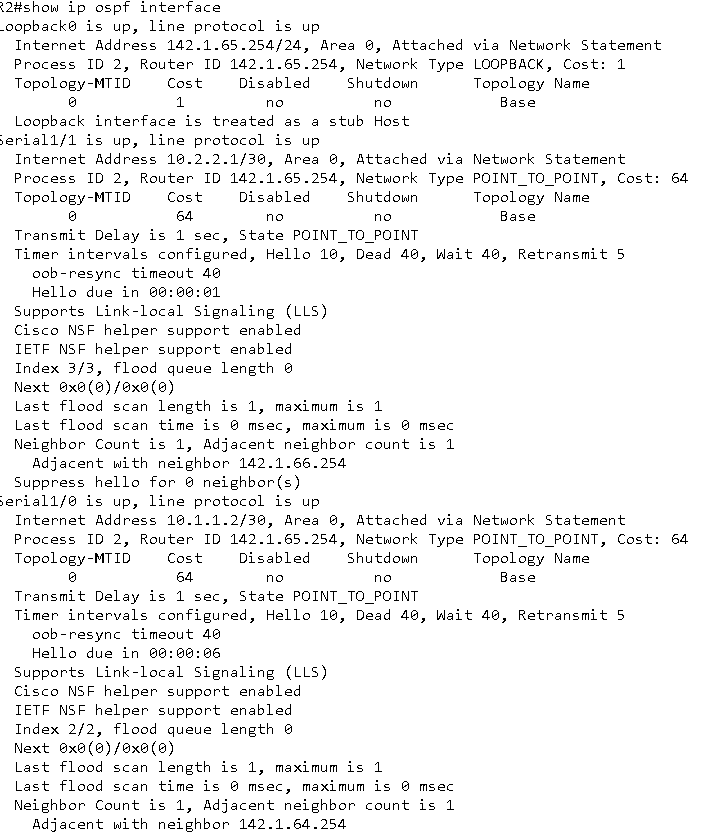 R2#show ip ospf interface
Loopback0 is up, line protocol is up
  Internet Address 142.1.65.254/24, Area 0, Attached via Network Statement
  Process ID 2, Router ID 142.1.65.254, Network Type LOOPBACK, Cost: 1
  Topology-MTID    Cost    Disabled    Shutdown      Topology Name
        0           1         no          no            Base
  Loopback interface is treated as a stub Host
Serial1/1 is up, line protocol is up
  Internet Address 10.2.2.1/30, Area 0, Attached via Network Statement
  Process ID 2, Router ID 142.1.65.254, Network Type POINT_TO_POINT, Cost: 64
  Topology-MTID    Cost    Disabled    Shutdown      Topology Name
        0           64        no          no            Base
  Transmit Delay is 1 sec, State POINT_TO_POINT
  Timer intervals configured, Hello 10, Dead 40, Wait 40, Retransmit 5
    oob-resync timeout 40
    Hello due in 00:00:01
  Supports Link-local Signaling (LLS)
  Cisco NSF helper support enabled
  IETF NSF helper support enabled
  Index 3/3, flood queue length 0
  Next 0x0(0)/0x0(0)
  Last flood scan length is 1, maximum is 1
  Last flood scan time is 0 msec, maximum is 0 msec
  Neighbor Count is 1, Adjacent neighbor count is 1
    Adjacent with neighbor 142.1.66.254
  Suppress hello for 0 neighbor(s)
Serial1/0 is up, line protocol is up
  Internet Address 10.1.1.2/30, Area 0, Attached via Network Statement
  Process ID 2, Router ID 142.1.65.254, Network Type POINT_TO_POINT, Cost: 64
  Topology-MTID    Cost    Disabled    Shutdown      Topology Name
        0           64        no          no            Base
  Transmit Delay is 1 sec, State POINT_TO_POINT
  Timer intervals configured, Hello 10, Dead 40, Wait 40, Retransmit 5
    oob-resync timeout 40
    Hello due in 00:00:06
  Supports Link-local Signaling (LLS)
  Cisco NSF helper support enabled
  IETF NSF helper support enabled
  Index 2/2, flood queue length 0
  Next 0x0(0)/0x0(0)
  Last flood scan length is 1, maximum is 1
  Last flood scan time is 0 msec, maximum is 0 msec
  Neighbor Count is 1, Adjacent neighbor count is 1
    Adjacent with neighbor 142.1.64.254